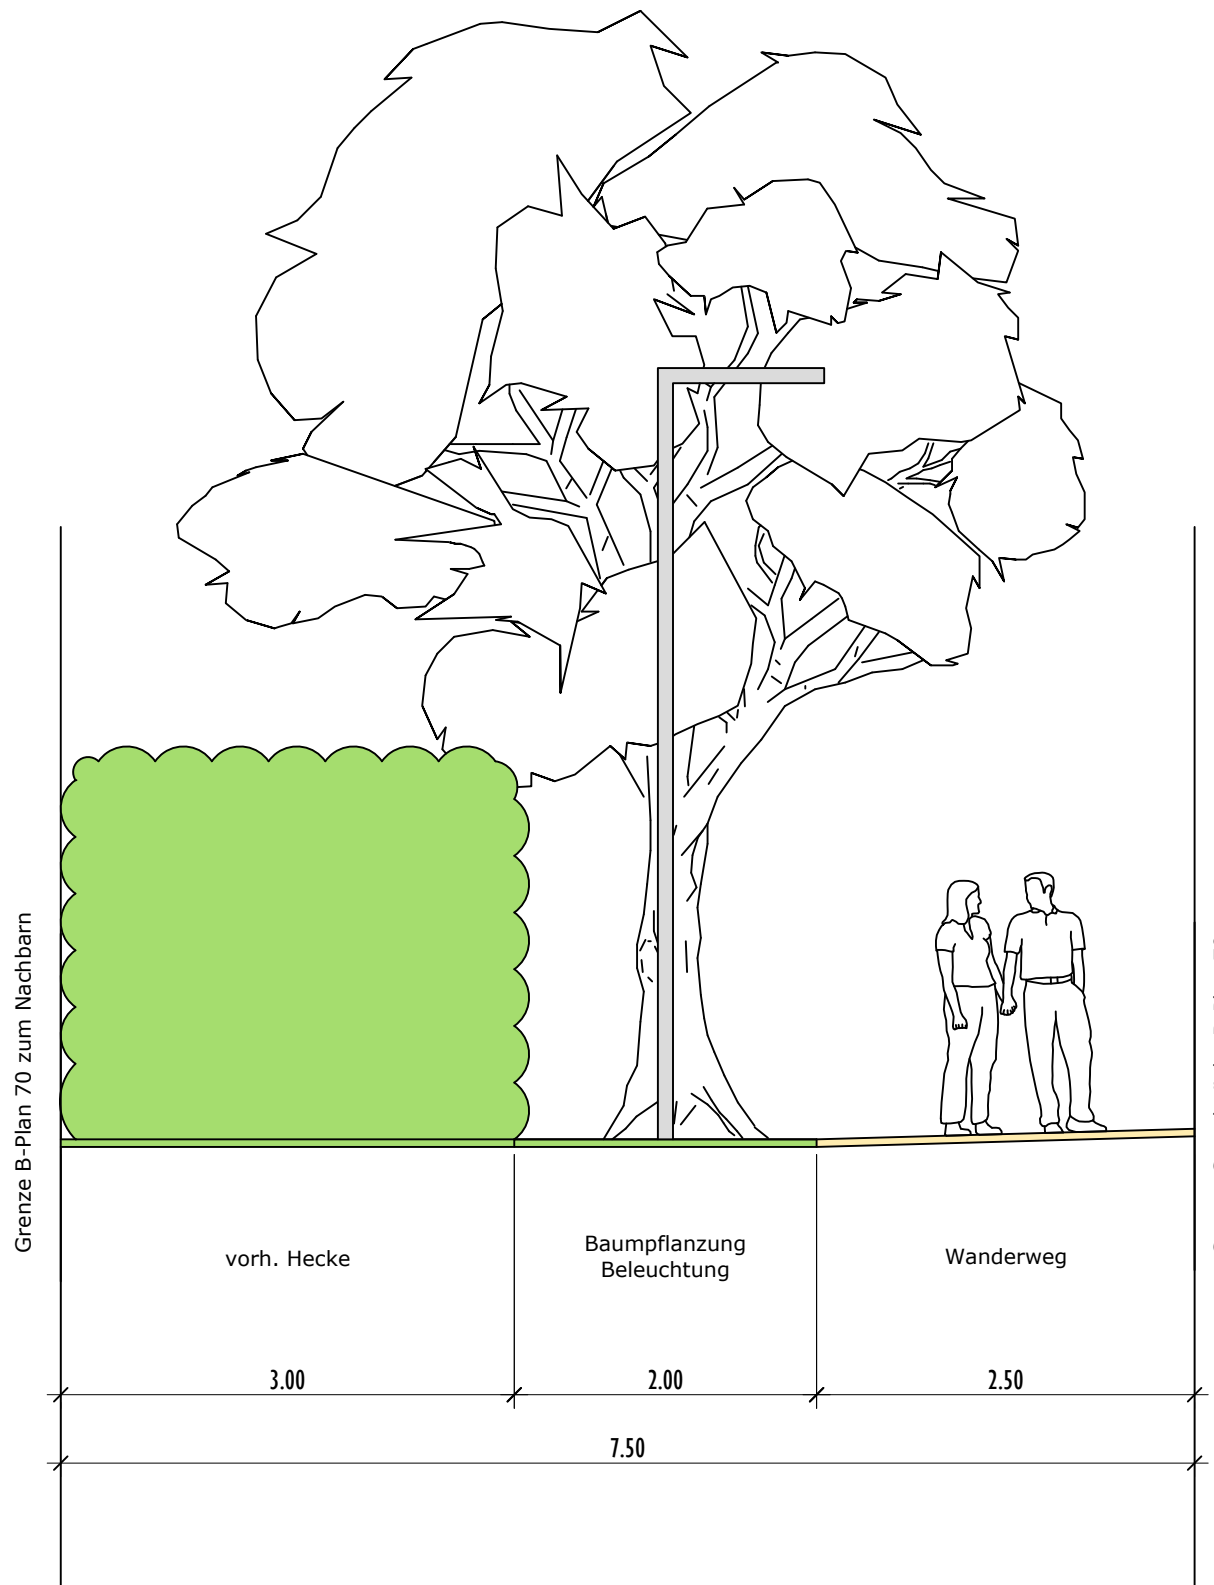 Grenze B-Plan 70 zum Nachbarn
vorh. Hecke
Baumpflanzung
Beleuchtung
Wanderweg
3.00
2.00
2.50
7.50